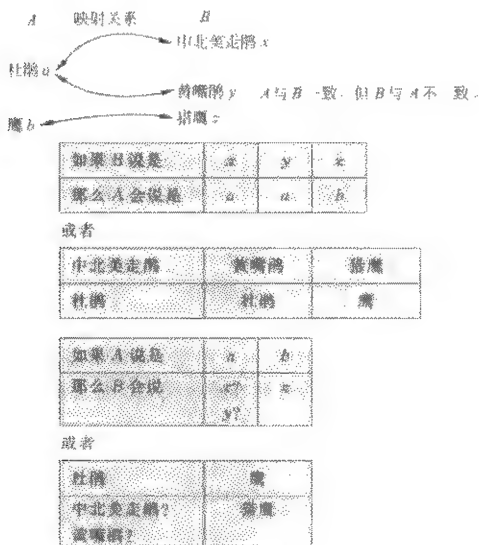 A 映射关系 B
中北美走鹃 x
杜鹃 a
黄嘴鹃 y A与B一致,但B与A不一致.
鹰 b 猎鹰 z
如果 B 说是 x y z
那么 A 会说是 a a b
或者
中北美走鹃 黄嘴鹃 猎鹰
杜鹃 杜鹃 鹰
如果 A 说是 a b
那么 B 会说 x? z
y?
或者
杜鹃 鹰
中北美走鹃? 猎鹰
黄嘴鹃?